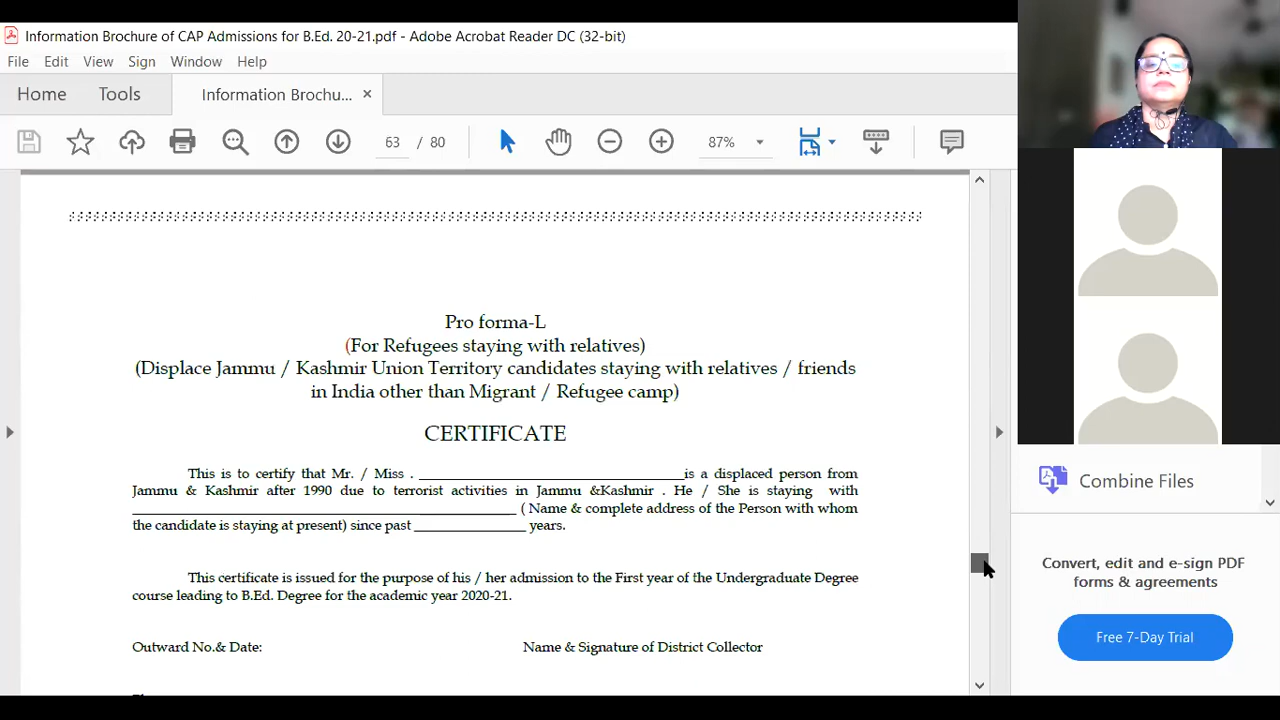 Information Brochure of CAP Admissions for B.Ed. 20-21.pdf - Adobe Acrobat Reader DC (32-bit)
File Edit View Sign Window Help
Home Tools Information Brochu... ×
63 / 80 87%
Pro forma-L
(For Refugees staying with relatives)
(Displace Jammu / Kashmir Union Territory candidates staying with relatives / friends
in India other than Migrant / Refugee camp)
CERTIFICATE
This is to certify that Mr. / Miss . ______________________________is a displaced person from
Jammu & Kashmir after 1990 due to terrorist activities in Jammu &Kashmir . He / She is staying with
___________________________________________ ( Name & complete address of the Person with whom
the candidate is staying at present) since past _____________ years.
This certificate is issued for the purpose of his / her admission to the First year of the Undergraduate Degree
course leading to B.Ed. Degree for the academic year 2020-21.
Outward No.& Date: Name & Signature of District Collector
Combine Files
Convert, edit and e-sign PDF
forms & agreements
Free 7-Day Trial